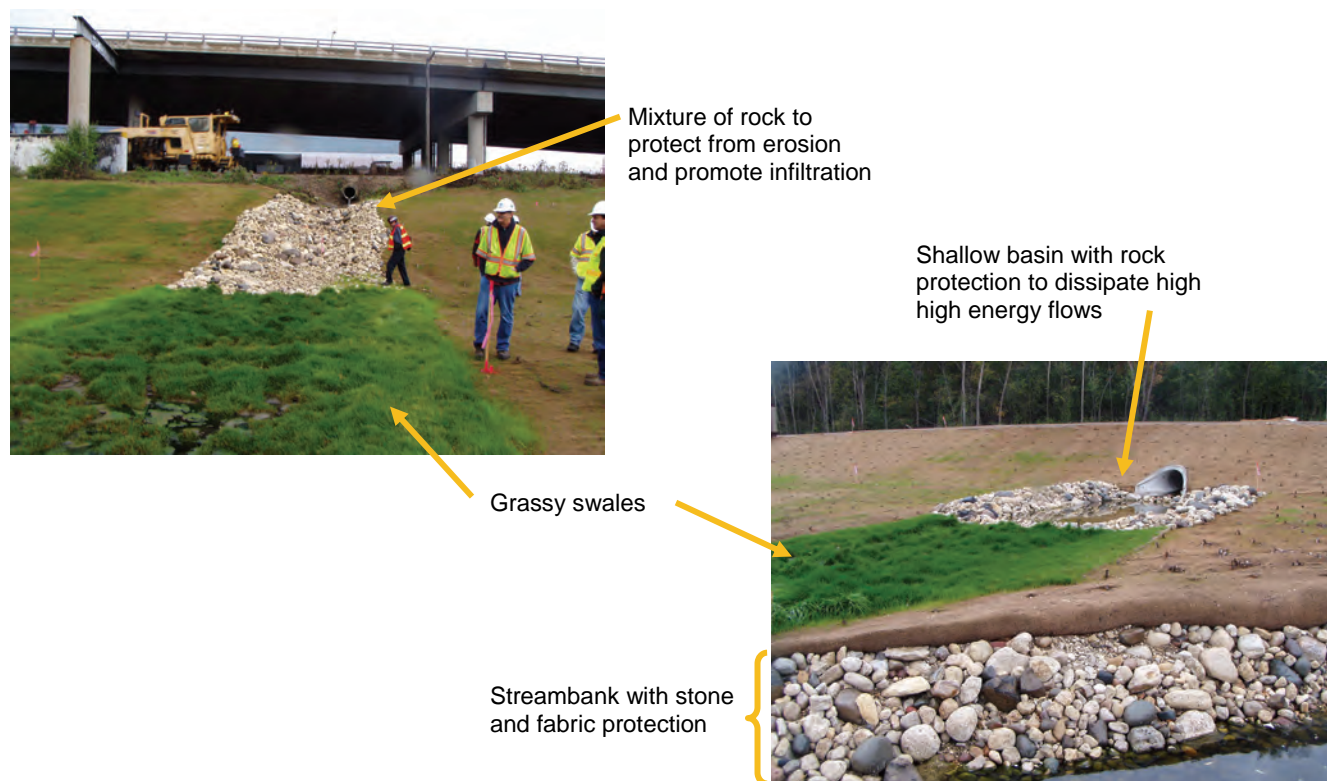 Mixture of rock to
protect from erosion
and promote infiltration
Shallow basin with rock
protection to dissipate high
high energy flows
Grassy swales
Streambank with stone
and fabric protection